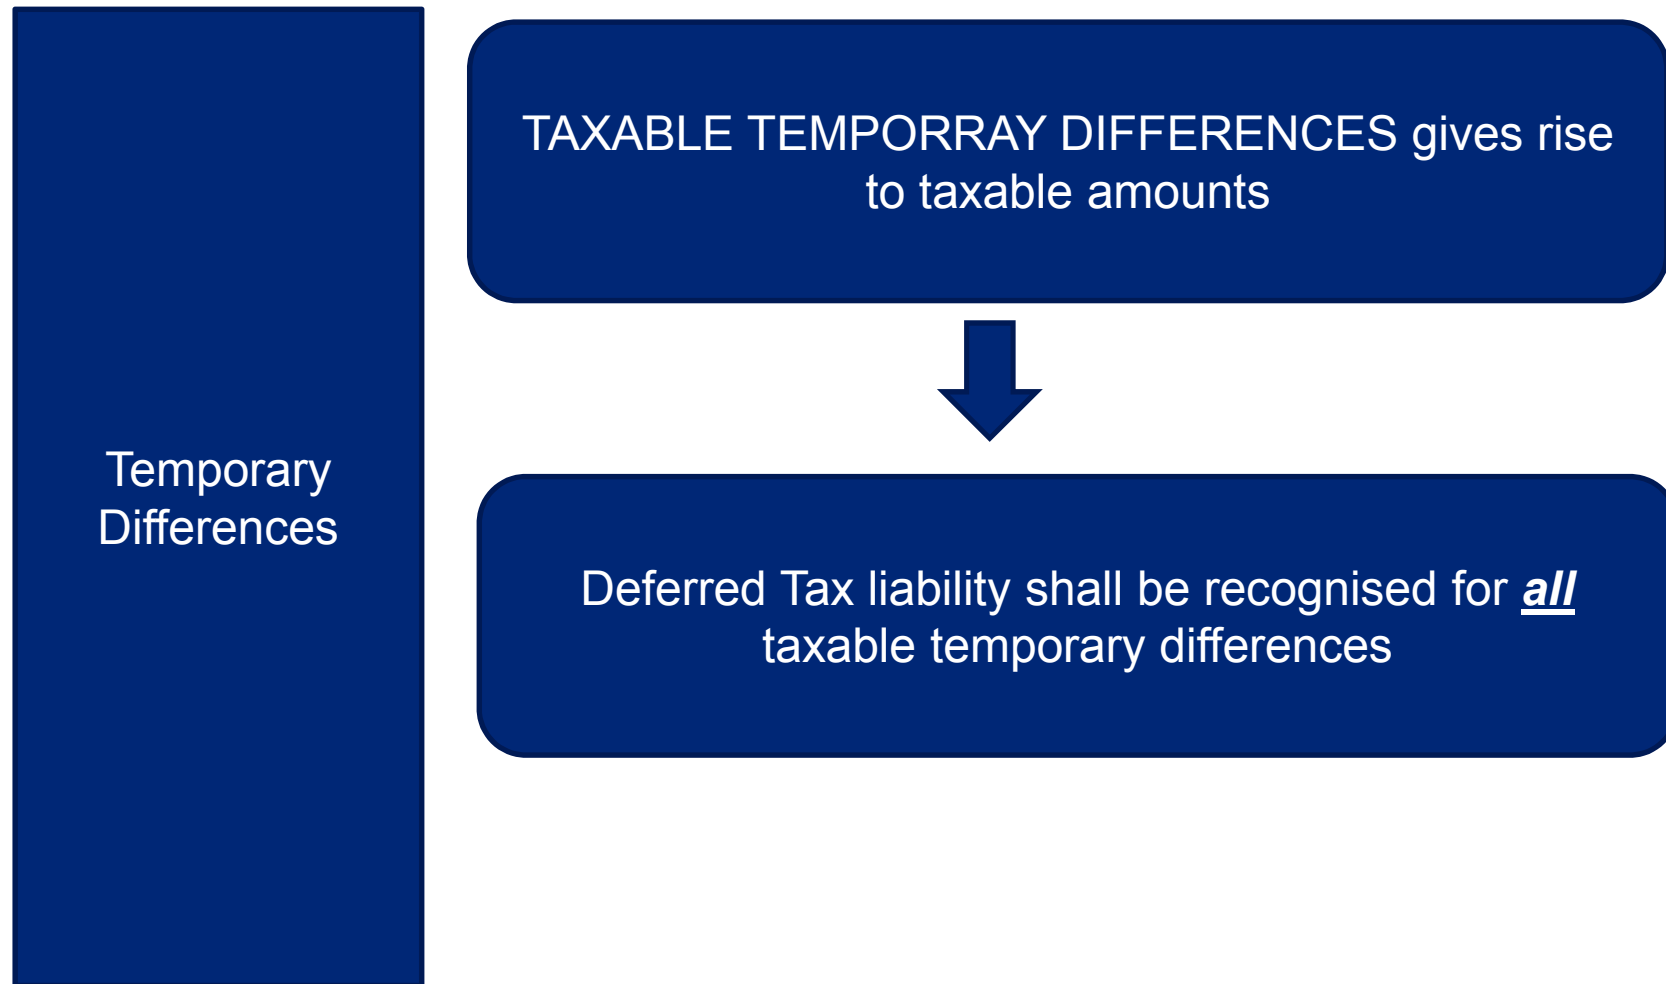 Temporary
Differences
TAXABLE TEMPORRAY DIFFERENCES gives rise
to taxable amounts
Deferred Tax liability shall be recognised for all
taxable temporary differences